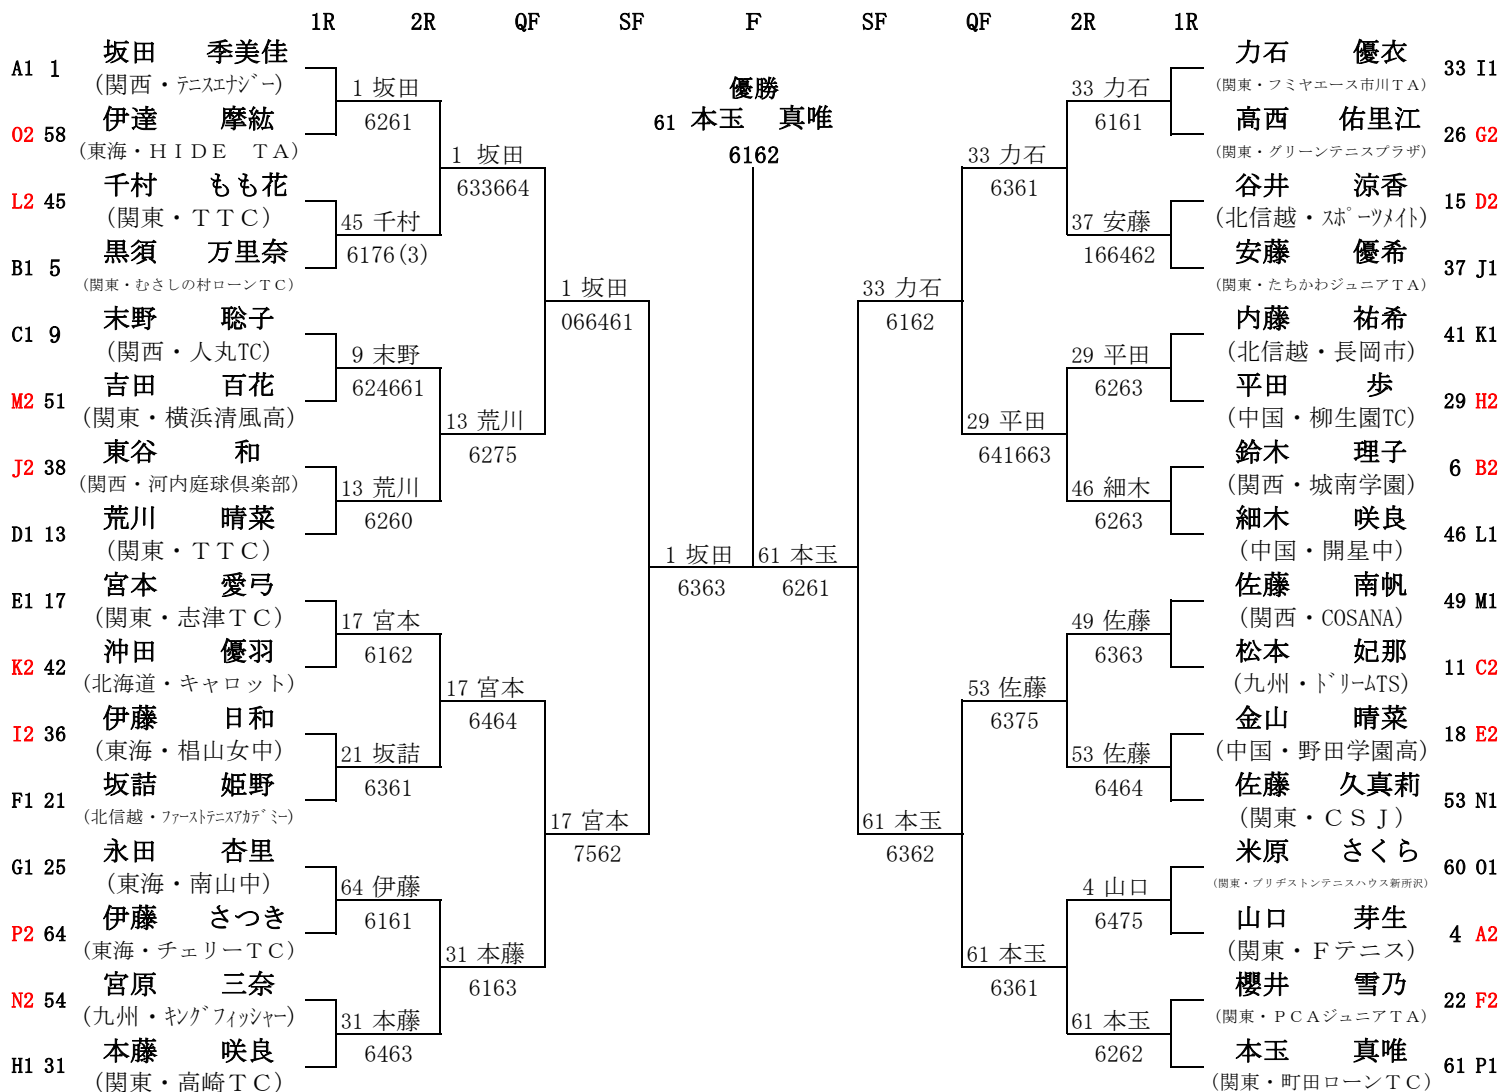 1R 2R QF SF F SF QF 2R 1R
A1 1 坂田 季美佳
(関西・テニスエナジー)
O2 58 伊達 摩紘
(東海・ＨＩＤＥ ＴＡ)
L2 45 千村 もも花
(関東・ＴＴＣ)
B1 5 黒須 万里奈
(関東・むさしの村ローンＴＣ)
C1 9 末野 聡子
(関西・人丸TC)
M2 51 吉田 百花
(関東・横浜清風高)
J2 38 東谷 和
(関西・河内庭球倶楽部)
D1 13 荒川 晴菜
(関東・ＴＴＣ)
E1 17 宮本 愛弓
(関東・志津ＴＣ)
K2 42 沖田 優羽
(北海道・キャロット)
I2 36 伊藤 日和
(東海・椙山女中)
F1 21 坂詰 姫野
(北信越・ファーストテニスアカデミー)
G1 25 永田 杏里
(東海・南山中)
P2 64 伊藤 さつき
(東海・チェリーＴＣ)
N2 54 宮原 三奈
(九州・キングフィッシャー)
H1 31 本藤 咲良
(関東・高崎ＴＣ)
1 坂田
6261
45 千村
6176(3)
9 末野
624661
13 荒川
6260
17 宮本
6162
21 坂詰
6361
64 伊藤
6161
31 本藤
6463
1 坂田
633664
13 荒川
6275
17 宮本
6464
31 本藤
6163
1 坂田
066461
17 宮本
7562
1 坂田
6363
優勝
61 本玉 真唯
6162
61 本玉
6261
33 力石
6162
61 本玉
6362
33 力石
6361
29 平田
641663
53 佐藤
6375
61 本玉
6361
33 力石
6161
37 安藤
166462
29 平田
6263
46 細木
6263
49 佐藤
6363
53 佐藤
6464
4 山口
6475
61 本玉
6262
力石 優衣 33 I1
(関東・フミヤエース市川ＴＡ)
高西 佑里江 26 G2
(関東・グリーンテニスプラザ)
谷井 涼香 15 D2
(北信越・スポーツメイト)
安藤 優希 37 J1
(関東・たちかわジュニアＴＡ)
内藤 祐希 41 K1
(北信越・長岡市)
平田 歩 29 H2
(中国・柳生園TC)
鈴木 理子 6 B2
(関西・城南学園)
細木 咲良 46 L1
(中国・開星中)
佐藤 南帆 49 M1
(関西・COSANA)
松本 妃那 11 C2
(九州・ドリームTS)
金山 晴菜 18 E2
(中国・野田学園高)
佐藤 久真莉 53 N1
(関東・ＣＳＪ)
米原 さくら 60 O1
(関東・ブリヂストンテニスハウス新所沢)
山口 芽生 4 A2
(関東・Ｆテニス)
櫻井 雪乃 22 F2
(関東・ＰＣＡジュニアＴＡ)
本玉 真唯 61 P1
(関東・町田ローンＴＣ)